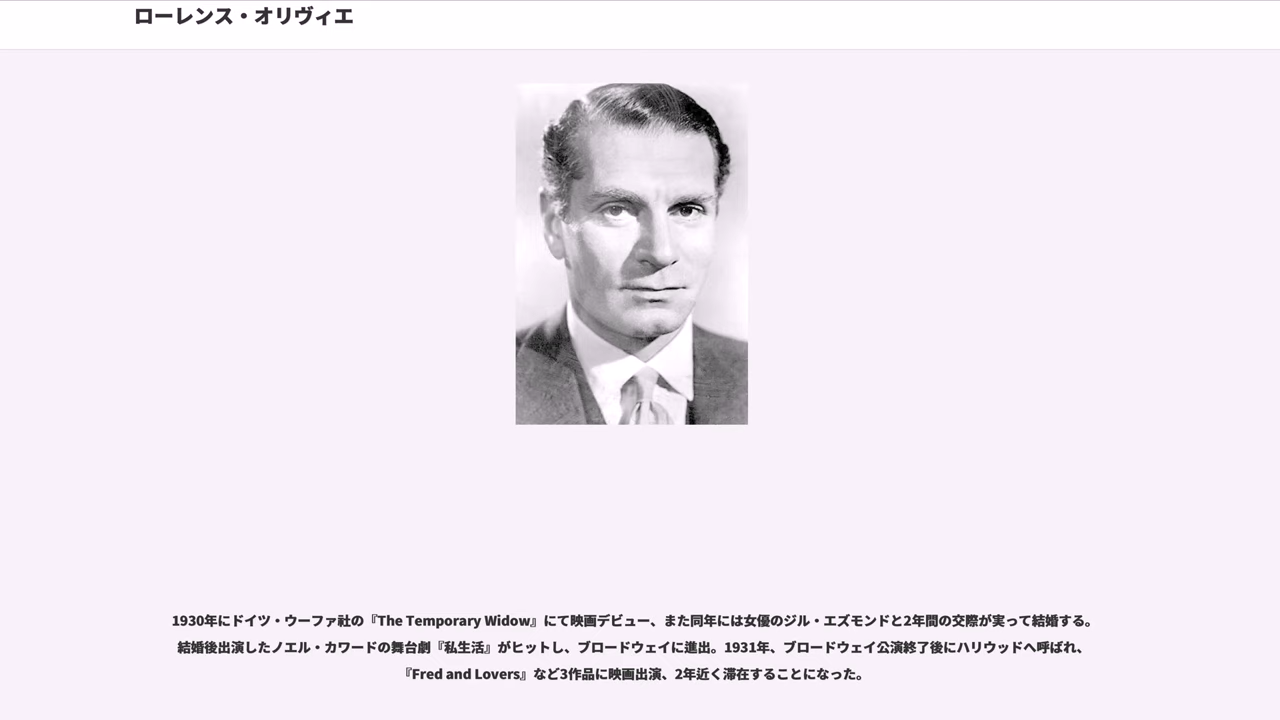 ローレンス・オリヴィエ
1930年にドイツ・ウーファ社の『The Temporary Widow』にて映画デビュー、また同年には女優のジル・エズモンドと2年間の交際が実って結婚する。
結婚後出演したノエル・カワードの舞台劇『私生活』がヒットし、ブロードウェイに進出。1931年、ブロードウェイ公演終了後にハリウッドへ呼ばれ、
『Fred and Lovers』など3作品に映画出演、2年近く滞在することになった。